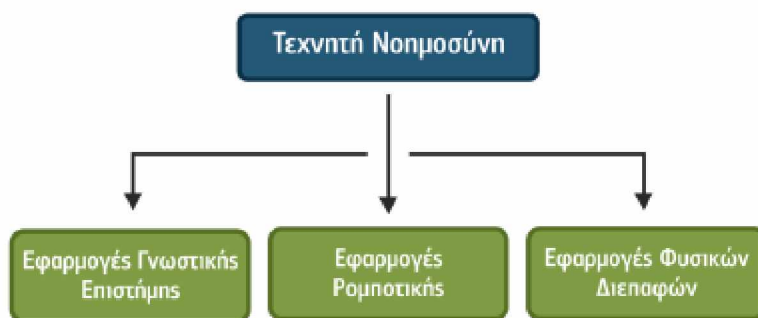 Τεχνητή Νοημοσύνη
Εφαρμογές Γνωστικής
Επιστήμης
Εφαρμογές
Ρομποτικής
Εφαρμογές Φυσικών
Διεπαφών